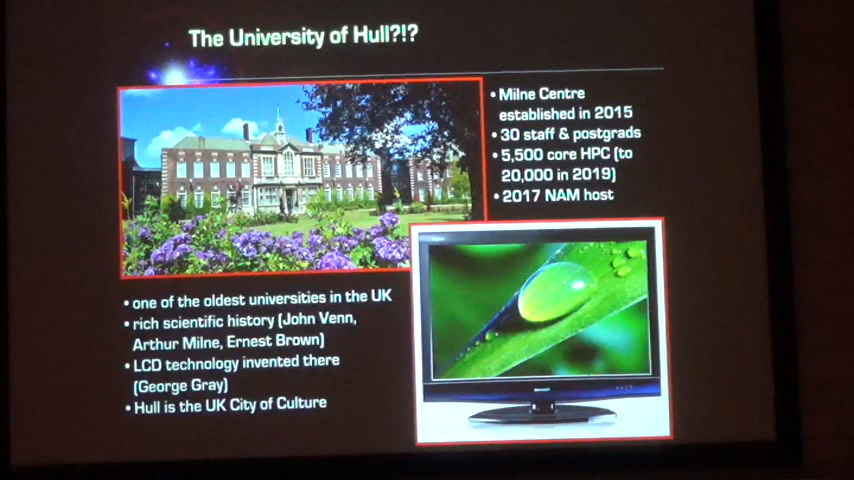 The University of Hull?!?
• Milne Centre
established in 2015
• 30 staff & postgrads
• 5,500 core HPC (to
20,000 in 2019)
• 2017 NAM host
• one of the oldest universities in the UK
• rich scientific history (John Venn,
Arthur Milne, Ernest Brown)
• LCD technology invented there
(George Gray)
• Hull is the UK City of Culture
SHARP